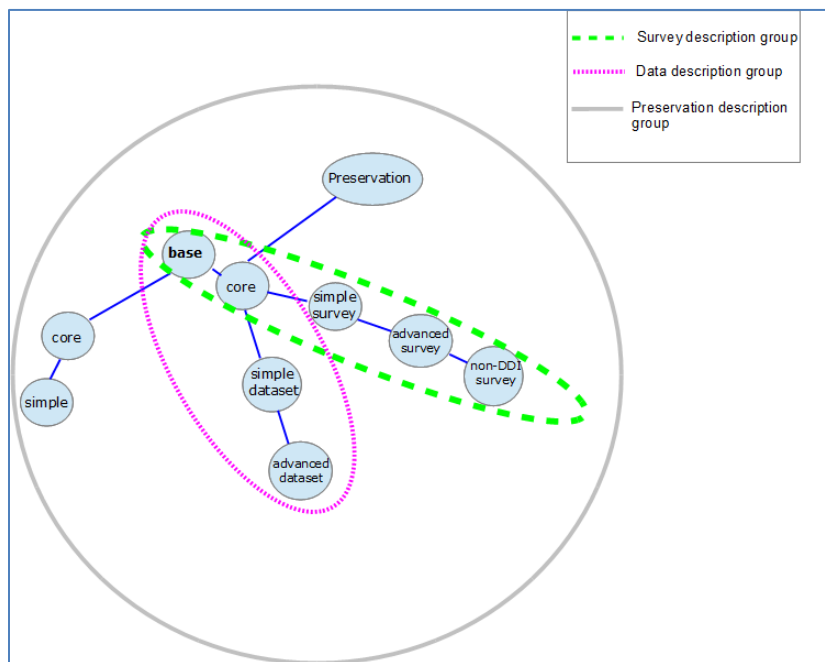 Survey description group
Data description group
Preservation description
group
Preservation
base
core
simple
survey
core
advanced
survey
non-DDI
survey
simple
dataset
simple
advanced
dataset